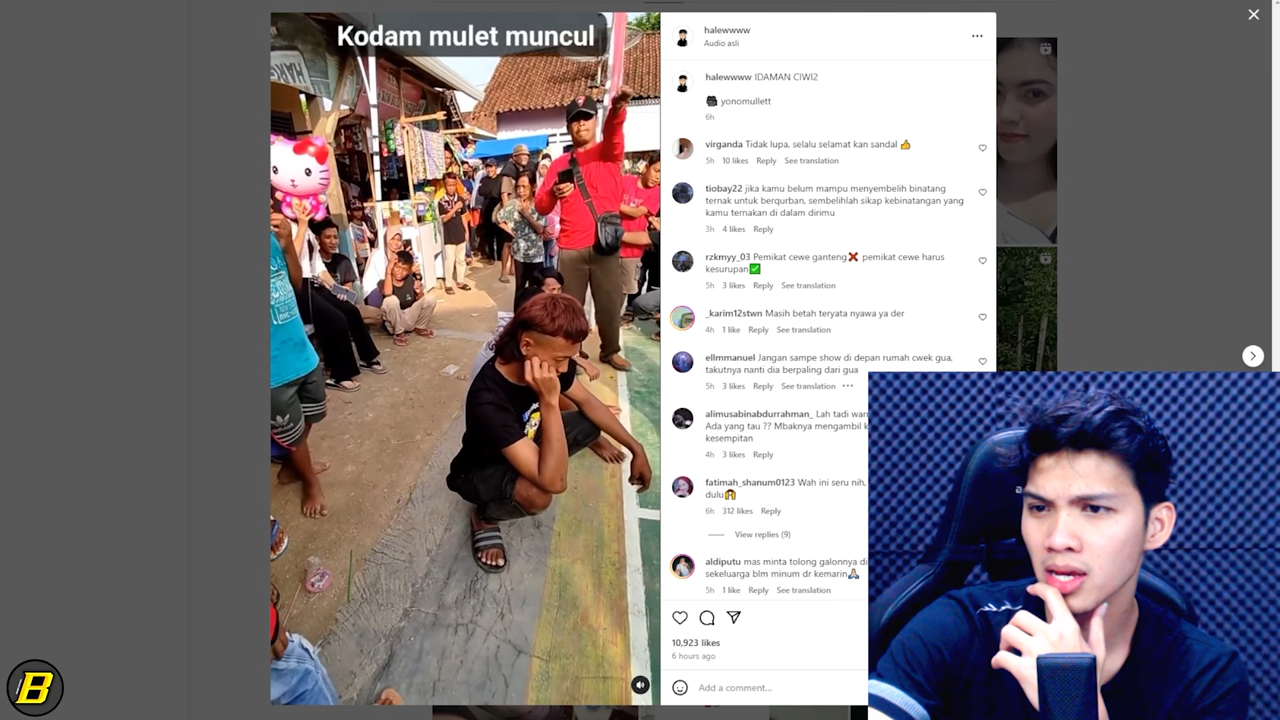 Kodam mulet muncul
halewwww
Audio asli
halewwww IDAMAN CIWI2
yonomullett
6h
virganda Tidak lupa, selalu selamat kan sandal 👍
5h 10 likes Reply See translation
tiobay22 jika kamu belum mampu menyembelih binatang
ternak untuk berqurban, sembelihlah sikap kebinatangan yang
kamu ternakan di dalam dirimu
3h 4 likes Reply
rzkmyy_03 Pemikat cewe ganteng❌ pemikat cewe harus
kesurupan✅
5h 3 likes Reply See translation
_karim12stwn Masih betah teryata nyawa ya der
4h 1 like Reply See translation
ellmmanuel Jangan sampe show di depan rumah cwek gua,
takutnya nanti dia berpaling dari gua
5h 3 likes Reply See translation
alimusabinabdurrahman_ Lah tadi
Ada yang tau ?? Mbaknya mengambil
kesempitan
4h 3 likes Reply
fatimah_shanum0123 Wah ini seru nih,
dulu
6h 312 likes Reply
View replies (9)
aldiputu mas minta tolong galonnya
sekeluarga blm minum dr kemarin🙏
5h 1 like Reply See translation
10,923 likes
6 hours ago
Add a comment...
B